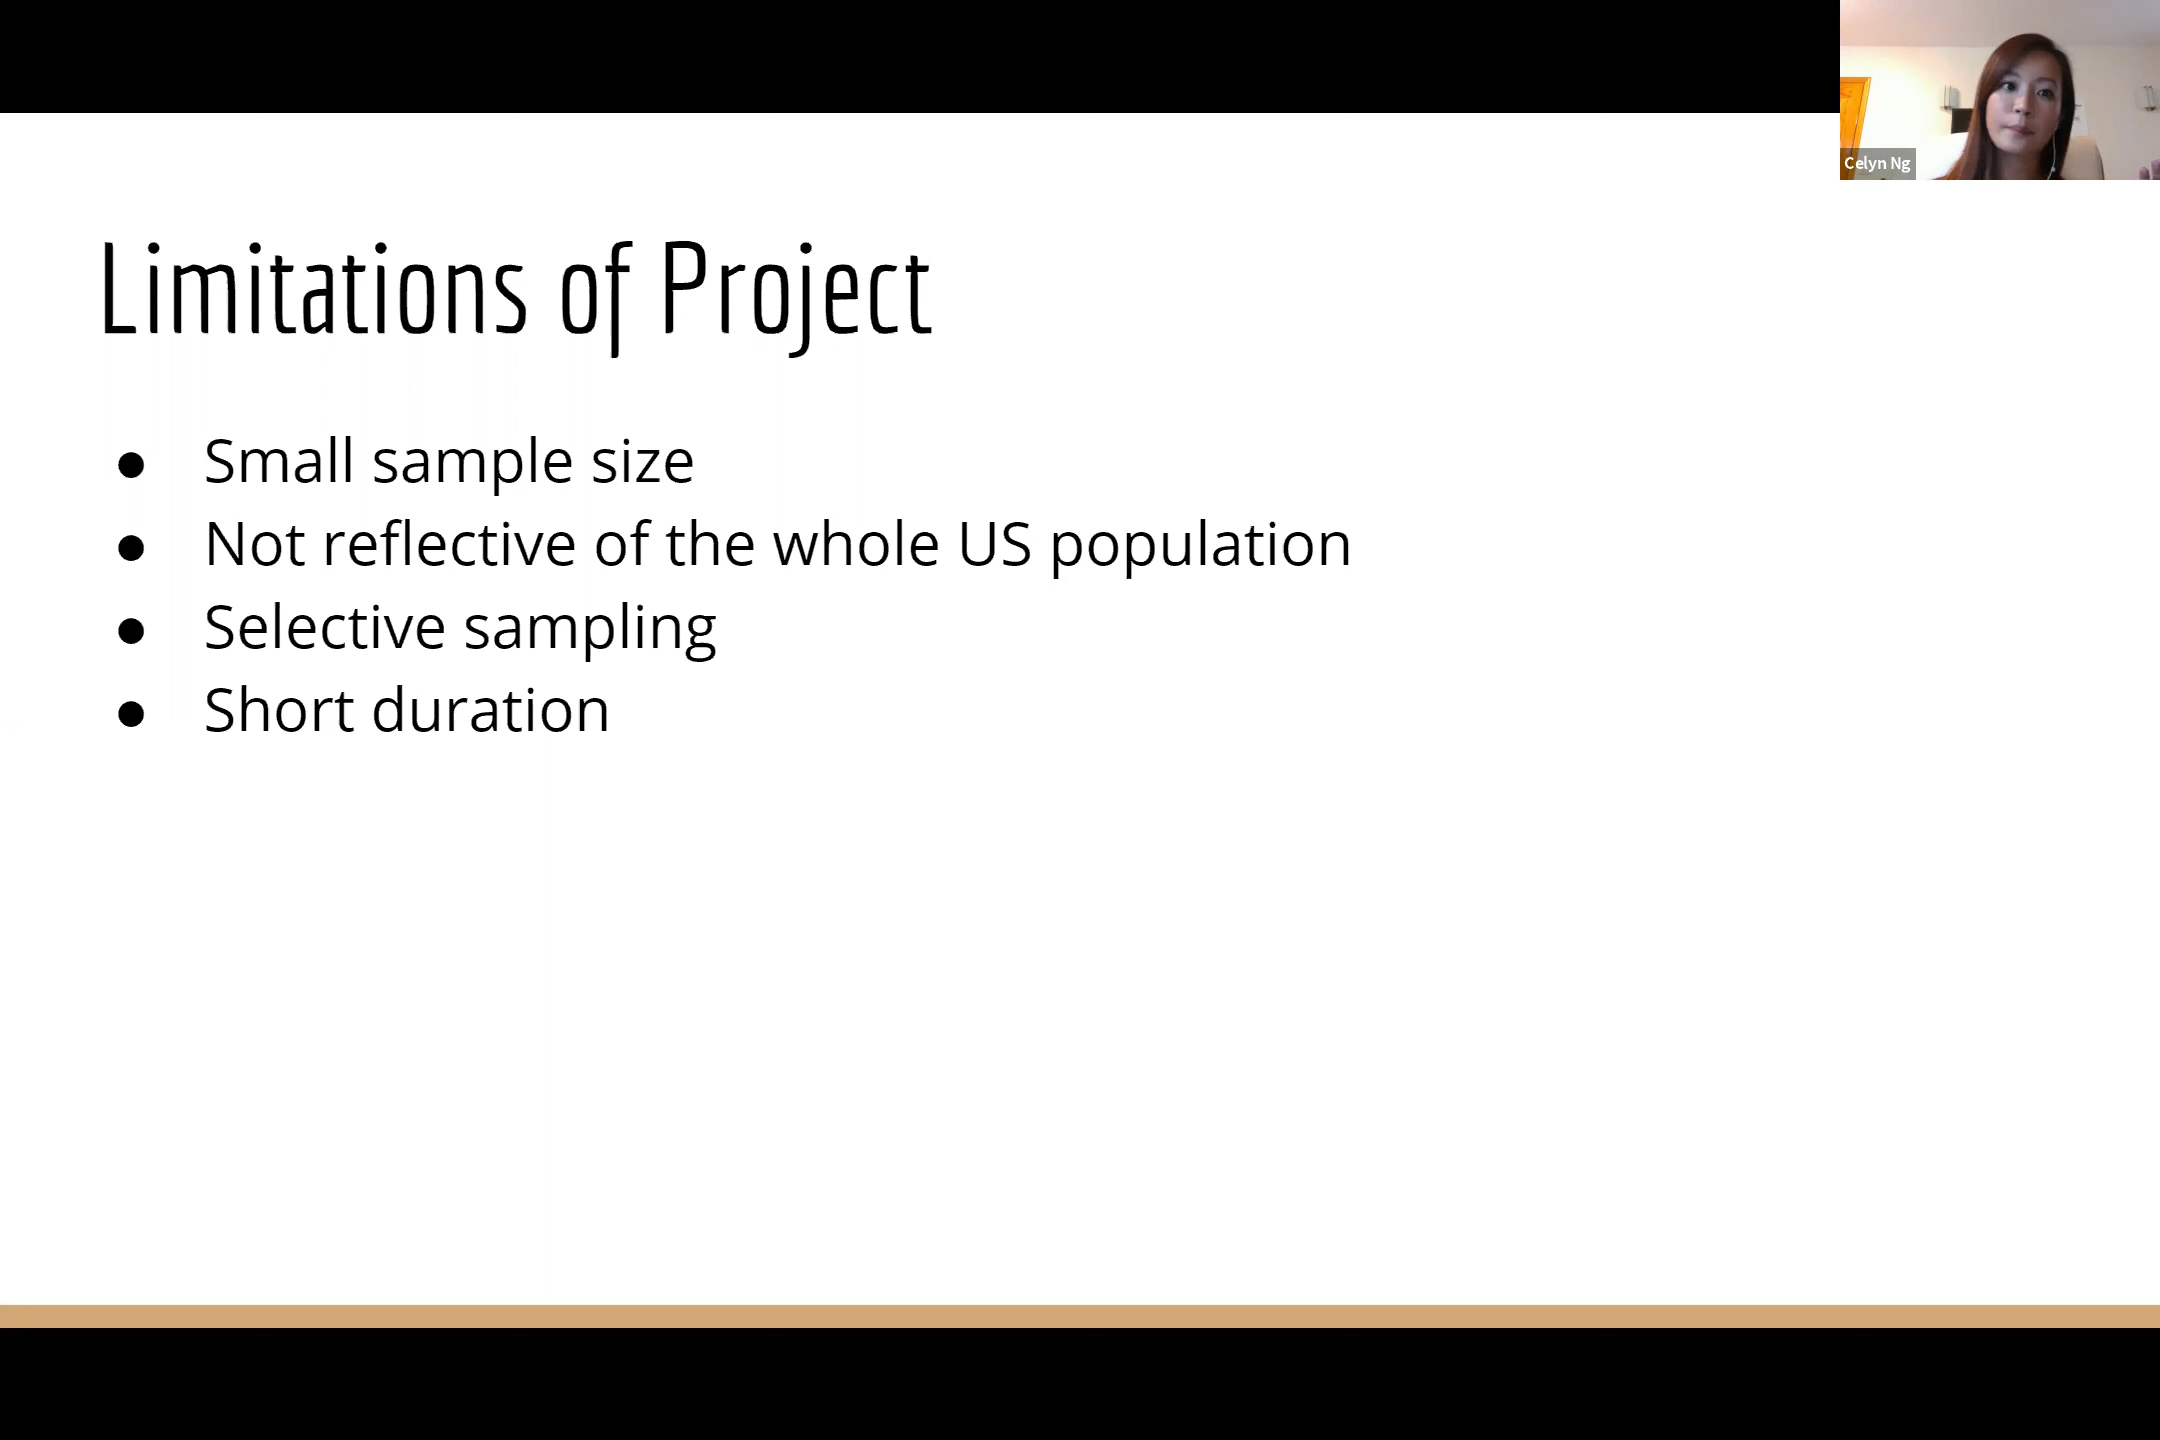 Celyn Ng
Limitations of Project
● Small sample size
● Not reflective of the whole US population
● Selective sampling
● Short duration